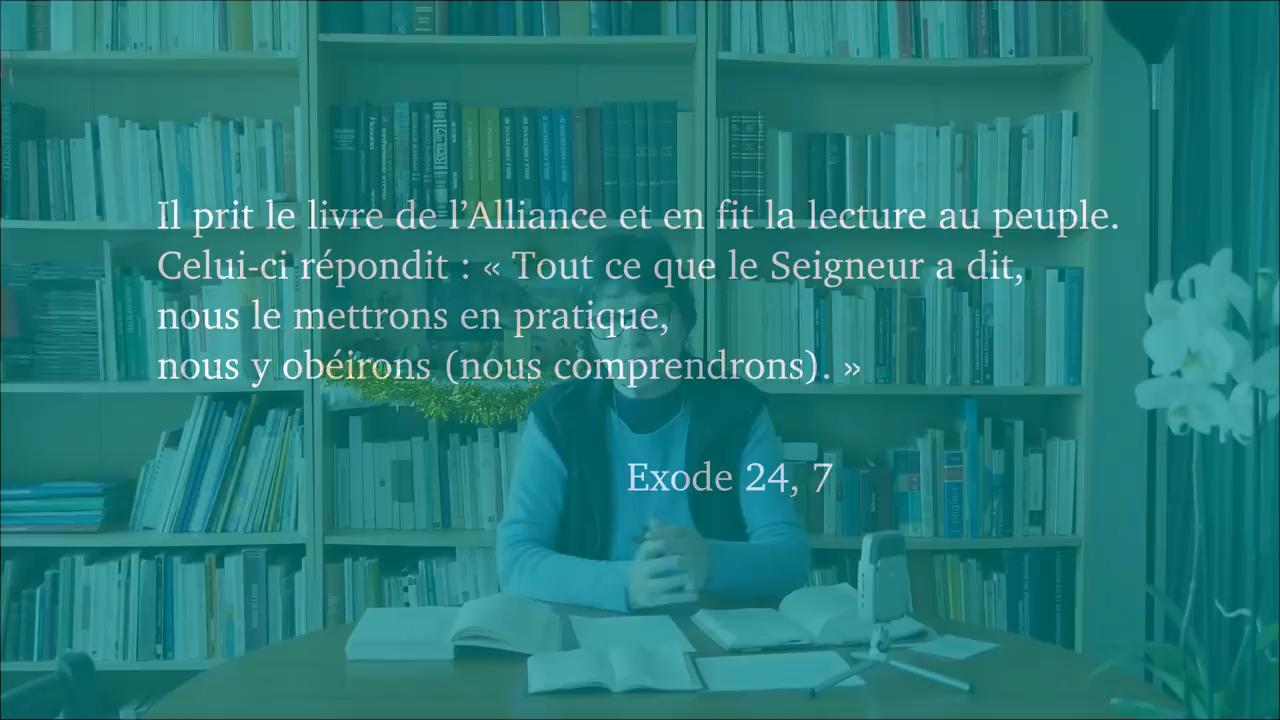 Il prit le livre de l’Alliance et en fit la lecture au peuple.
Celui-ci répondit : « Tout ce que le Seigneur a dit,
nous le mettrons en pratique,
nous y obéirons (nous comprendrons). »
Exode 24, 7